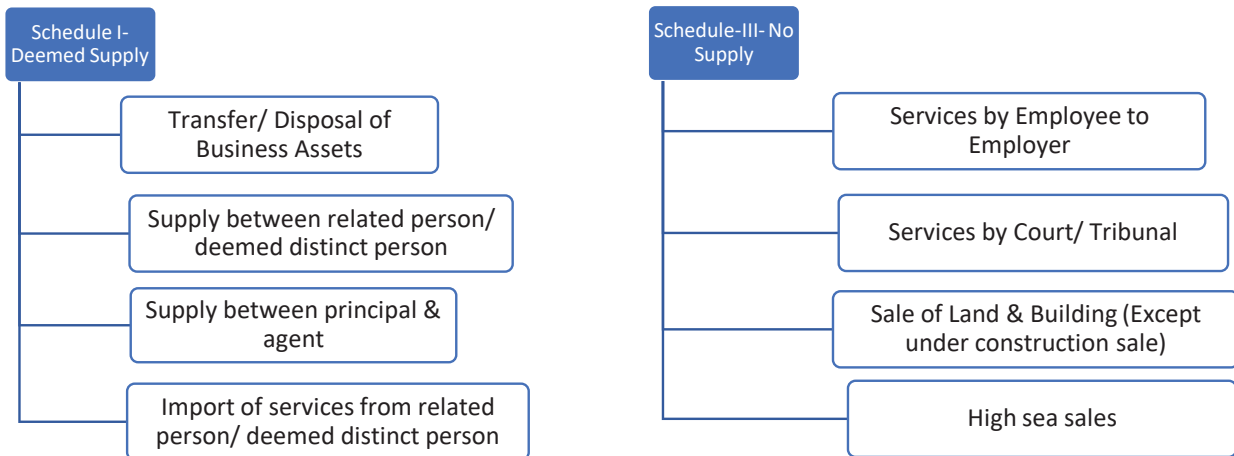 Schedule I-
Deemed Supply
Transfer/ Disposal of
Business Assets
Supply between related person/
deemed distinct person
Supply between principal &
agent
Import of services from related
person/ deemed distinct person
Schedule-III- No
Supply
Services by Employee to
Employer
Services by Court/ Tribunal
Sale of Land & Building (Except
under construction sale)
High sea sales